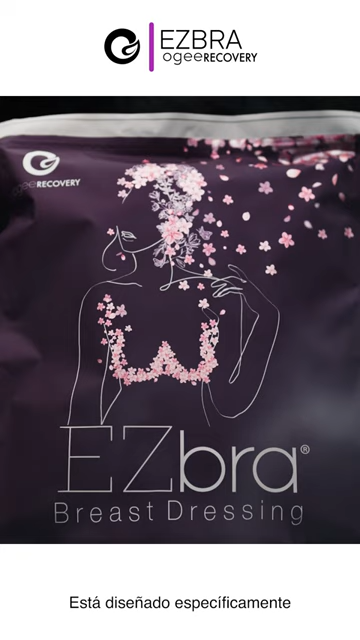 EZBRA
ogeeRECOVERY
ogeeRECOVERY
EZbra®
Breast Dressing
Está diseñado específicamente